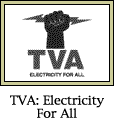 TVA
ELECTRICITY FOR ALL
TVA: Electricity
For All